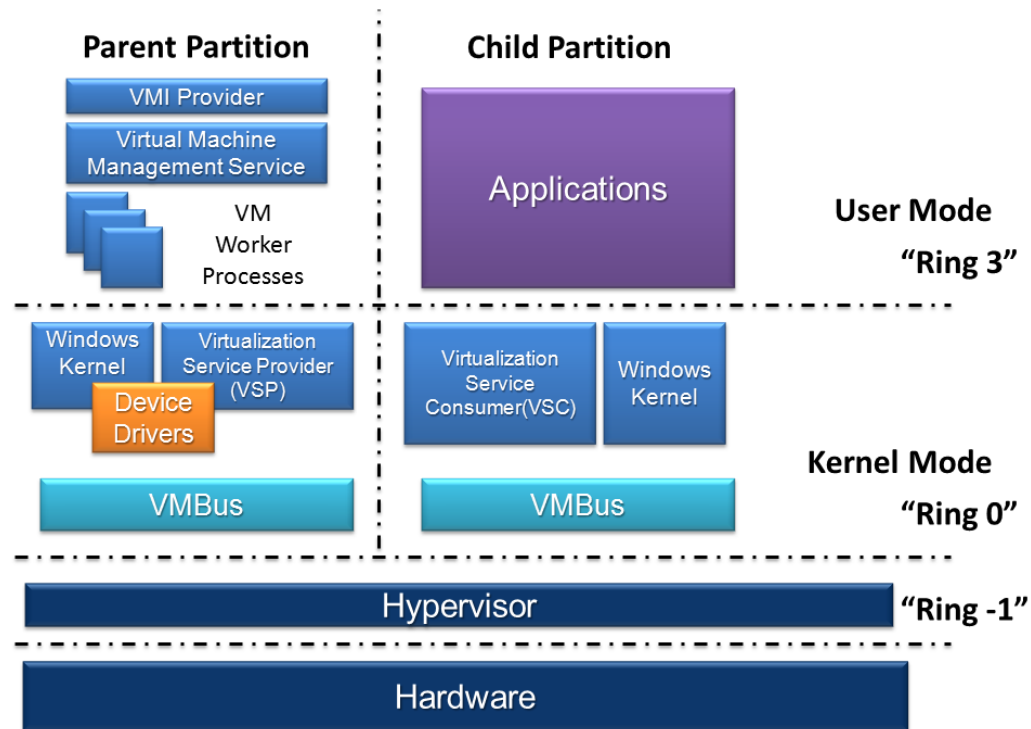 Parent Partition
Child Partition
VMI Provider
Virtual Machine
Management Service
VM
Worker
Processes
Applications
User Mode
“Ring 3”
Windows
Kernel
Virtualization
Service Provider
(VSP)
Device
Drivers
Virtualization
Service
Consumer(VSC)
Windows
Kernel
VMBus
VMBus
Kernel Mode
“Ring 0”
Hypervisor
“Ring -1”
Hardware